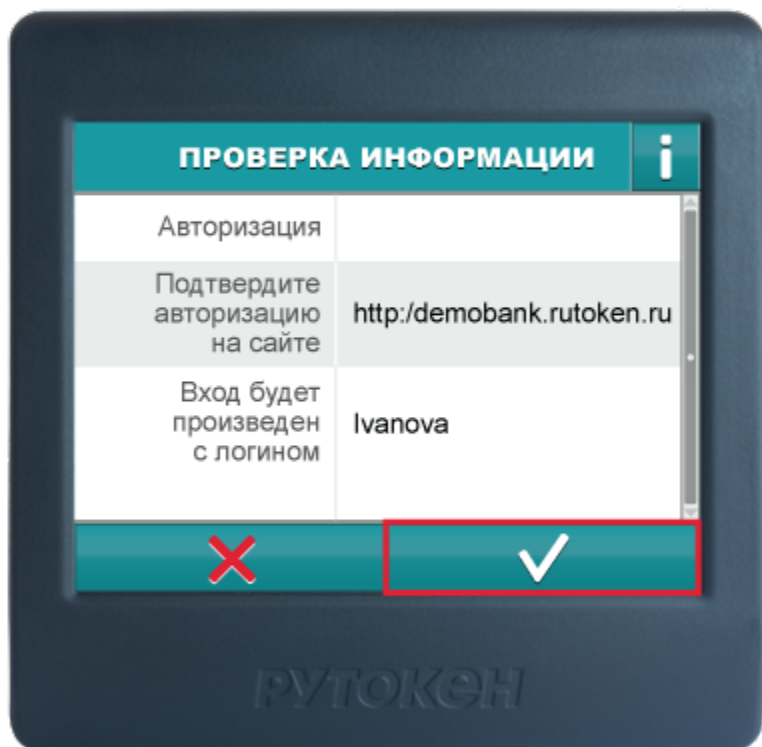 ПРОВЕРКА ИНФОРМАЦИИ
i
Авторизация
Подтвердите
авторизацию
на сайте
http:/demobank.rutoken.ru
Вход будет
произведен
с логином
Ivanova
РУТОКЕН